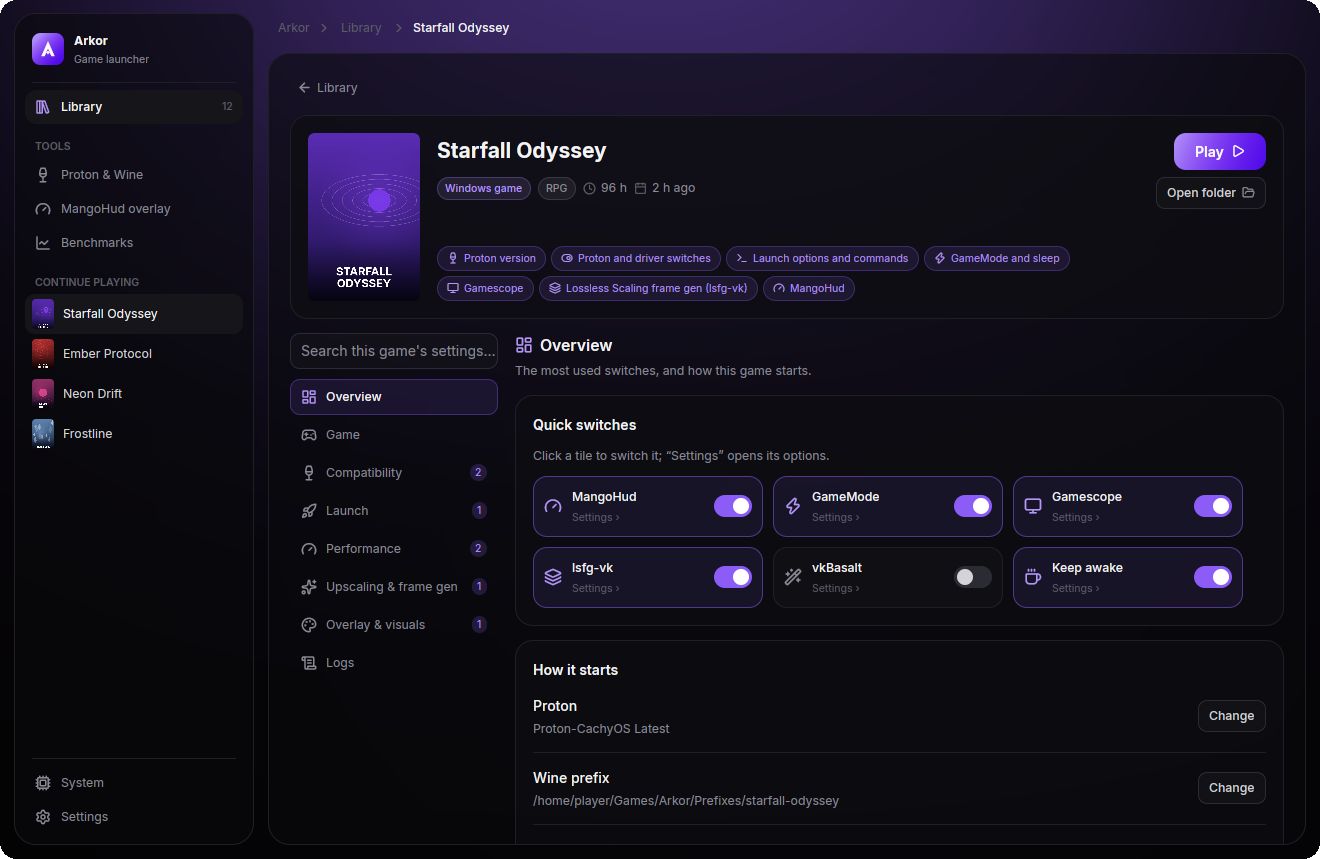 Arkor
Game launcher
Library 12
TOOLS
Proton & Wine
MangoHud overlay
Benchmarks
CONTINUE PLAYING
Starfall Odyssey
Ember Protocol
Neon Drift
Frostline
System
Settings
Arkor > Library > Starfall Odyssey
← Library
STARFALL
ODYSSEY
Starfall Odyssey
Windows game RPG 96 h 2 h ago
Play
Open folder
Proton version Proton and driver switches Launch options and commands GameMode and sleep
Gamescope Lossless Scaling frame gen (lsfg-vk) MangoHud
Search this game's settings...
Overview
Game
Compatibility 2
Launch 1
Performance 2
Upscaling & frame gen 1
Overlay & visuals 1
Logs
Overview
The most used switches, and how this game starts.
Quick switches
Click a tile to switch it; “Settings” opens its options.
MangoHud
Settings ›
GameMode
Settings ›
Gamescope
Settings ›
lsfg-vk
Settings ›
vkBasalt
Settings ›
Keep awake
Settings ›
How it starts
Proton
Proton-CachyOS Latest
Change
Wine prefix
/home/player/Games/Arkor/Prefixes/starfall-odyssey
Change